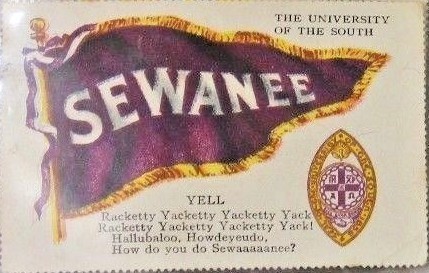 THE UNIVERSITY
OF THE SOUTH
SEWANEE
YELL
Racketty Yacketty Yacketty Yack
Racketty Yacketty Yacketty Yack!
Hallubaloo, Howdeyeudo,
How do you do Sewaaaaance?